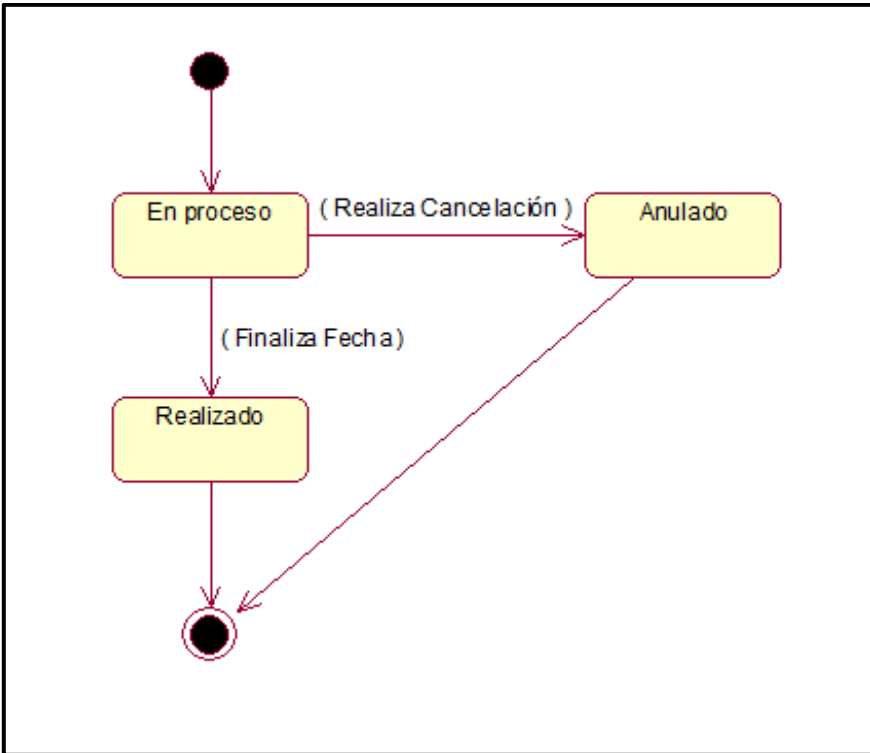 En proceso
( Realiza Cancelación )
Anulado
( Finaliza Fecha )
Realizado